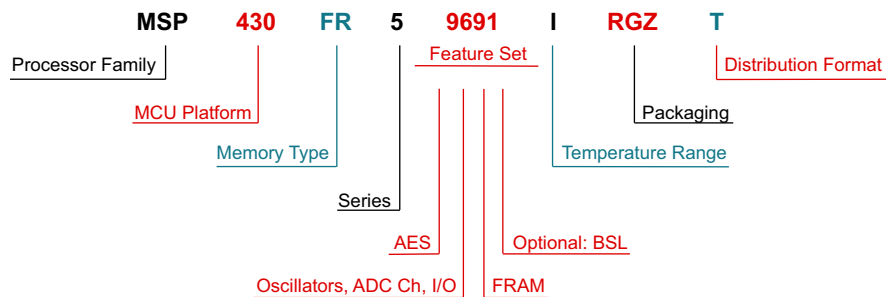 MSP 430 FR 5 9691 I RGZ T
Feature Set
Processor Family
Distribution Format
MCU Platform
Packaging
Memory Type
Temperature Range
Series
AES
Optional: BSL
Oscillators, ADC Ch, I/O
FRAM